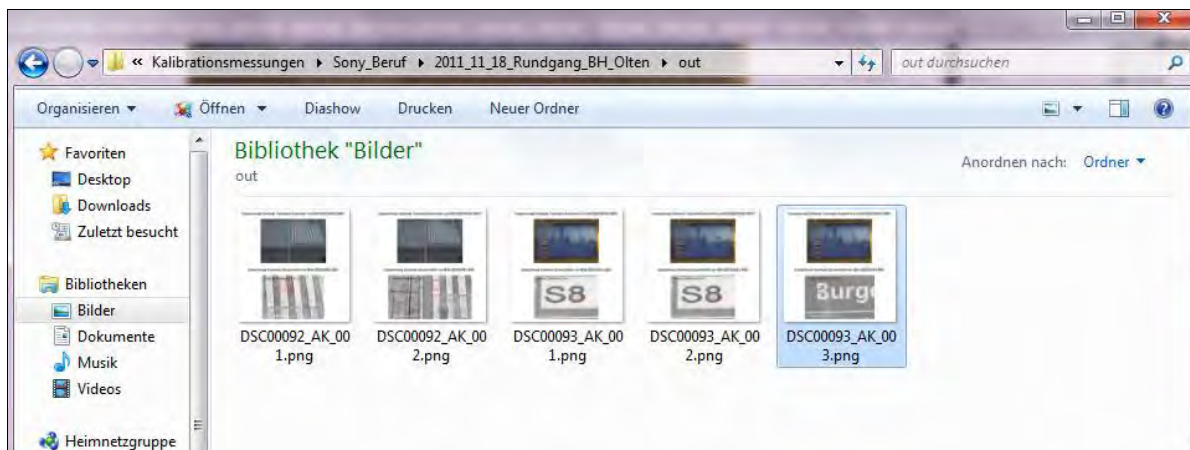 « Kalibrationsmessungen ▸ Sony_Beruf ▸ 2011_11_18_Rundgang_BH_Olten ▸ out
out durchsuchen
Organisieren Öffnen Diashow Drucken Neuer Ordner
Favoriten
Desktop
Downloads
Zuletzt besucht
Bibliotheken
Bilder
Dokumente
Musik
Videos
Heimnetzgruppe
Bibliothek "Bilder"
out
Anordnen nach: Ordner
S8
S8
Burge
DSC00092_AK_00
1.png
DSC00092_AK_00
2.png
DSC00093_AK_00
1.png
DSC00093_AK_00
2.png
DSC00093_AK_00
3.png